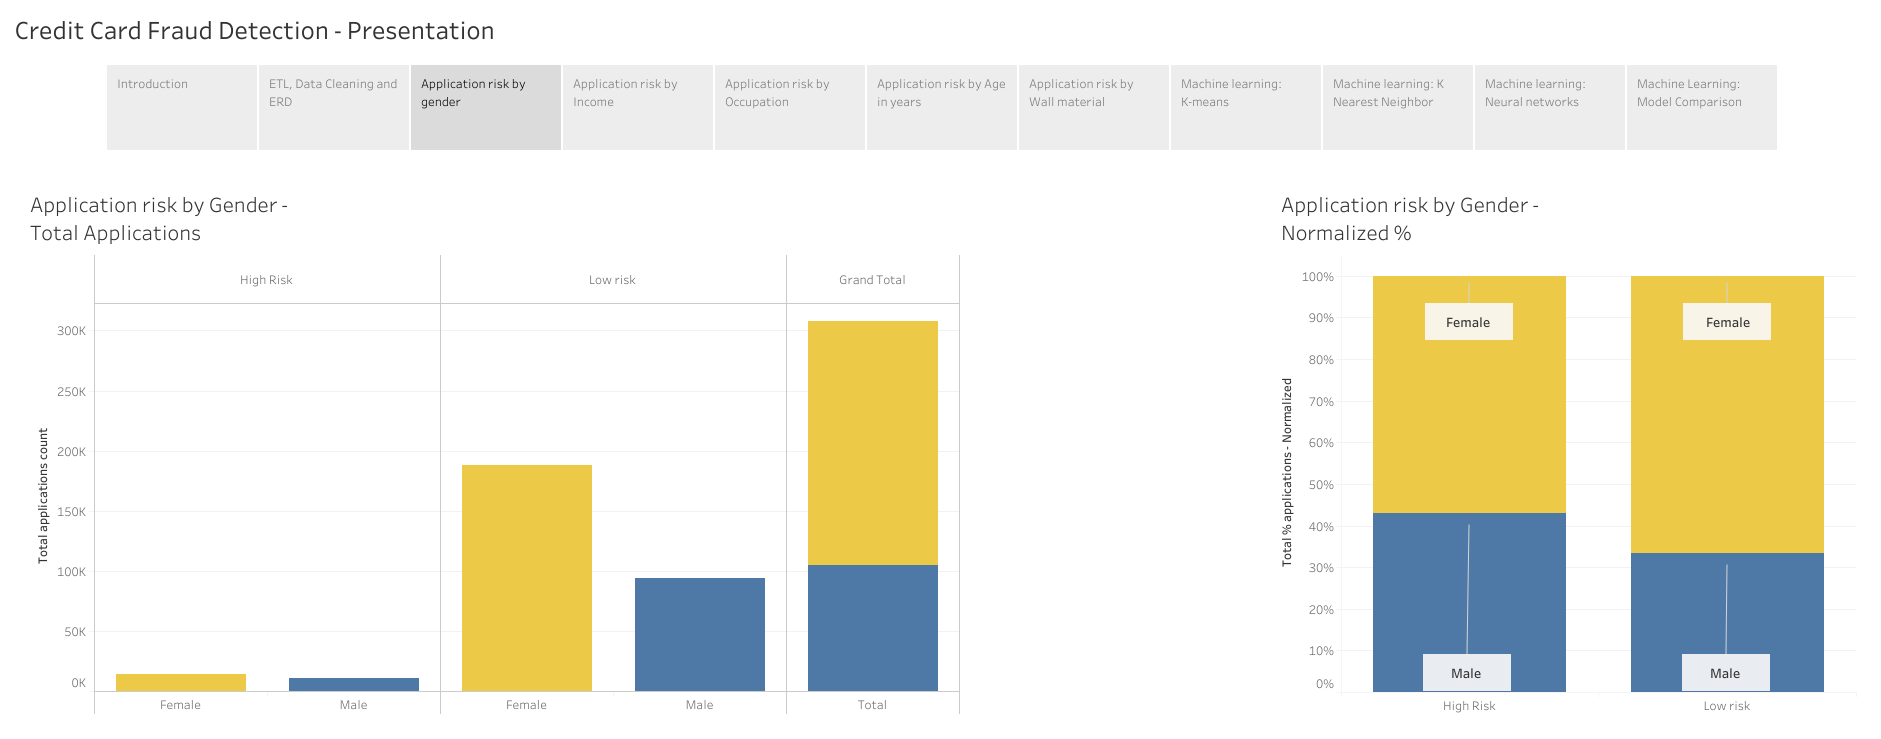 Credit Card Fraud Detection - Presentation
Introduction
ETL, Data Cleaning and
ERD
Application risk by
gender
Application risk by
Income
Application risk by
Occupation
Application risk by Age
in years
Application risk by
Wall material
Machine learning:
K-means
Machine learning: K
Nearest Neighbor
Machine learning:
Neural networks
Machine Learning:
Model Comparison
Application risk by Gender -
Total Applications
High Risk
Low risk
Grand Total
Total applications count
300K
250K
200K
150K
100K
50K
0K
Female
Male
Female
Male
Total
Application risk by Gender -
Normalized %
Total % applications - Normalized
100%
90%
80%
70%
60%
50%
40%
30%
20%
10%
0%
Female
Female
Male
Male
High Risk
Low risk